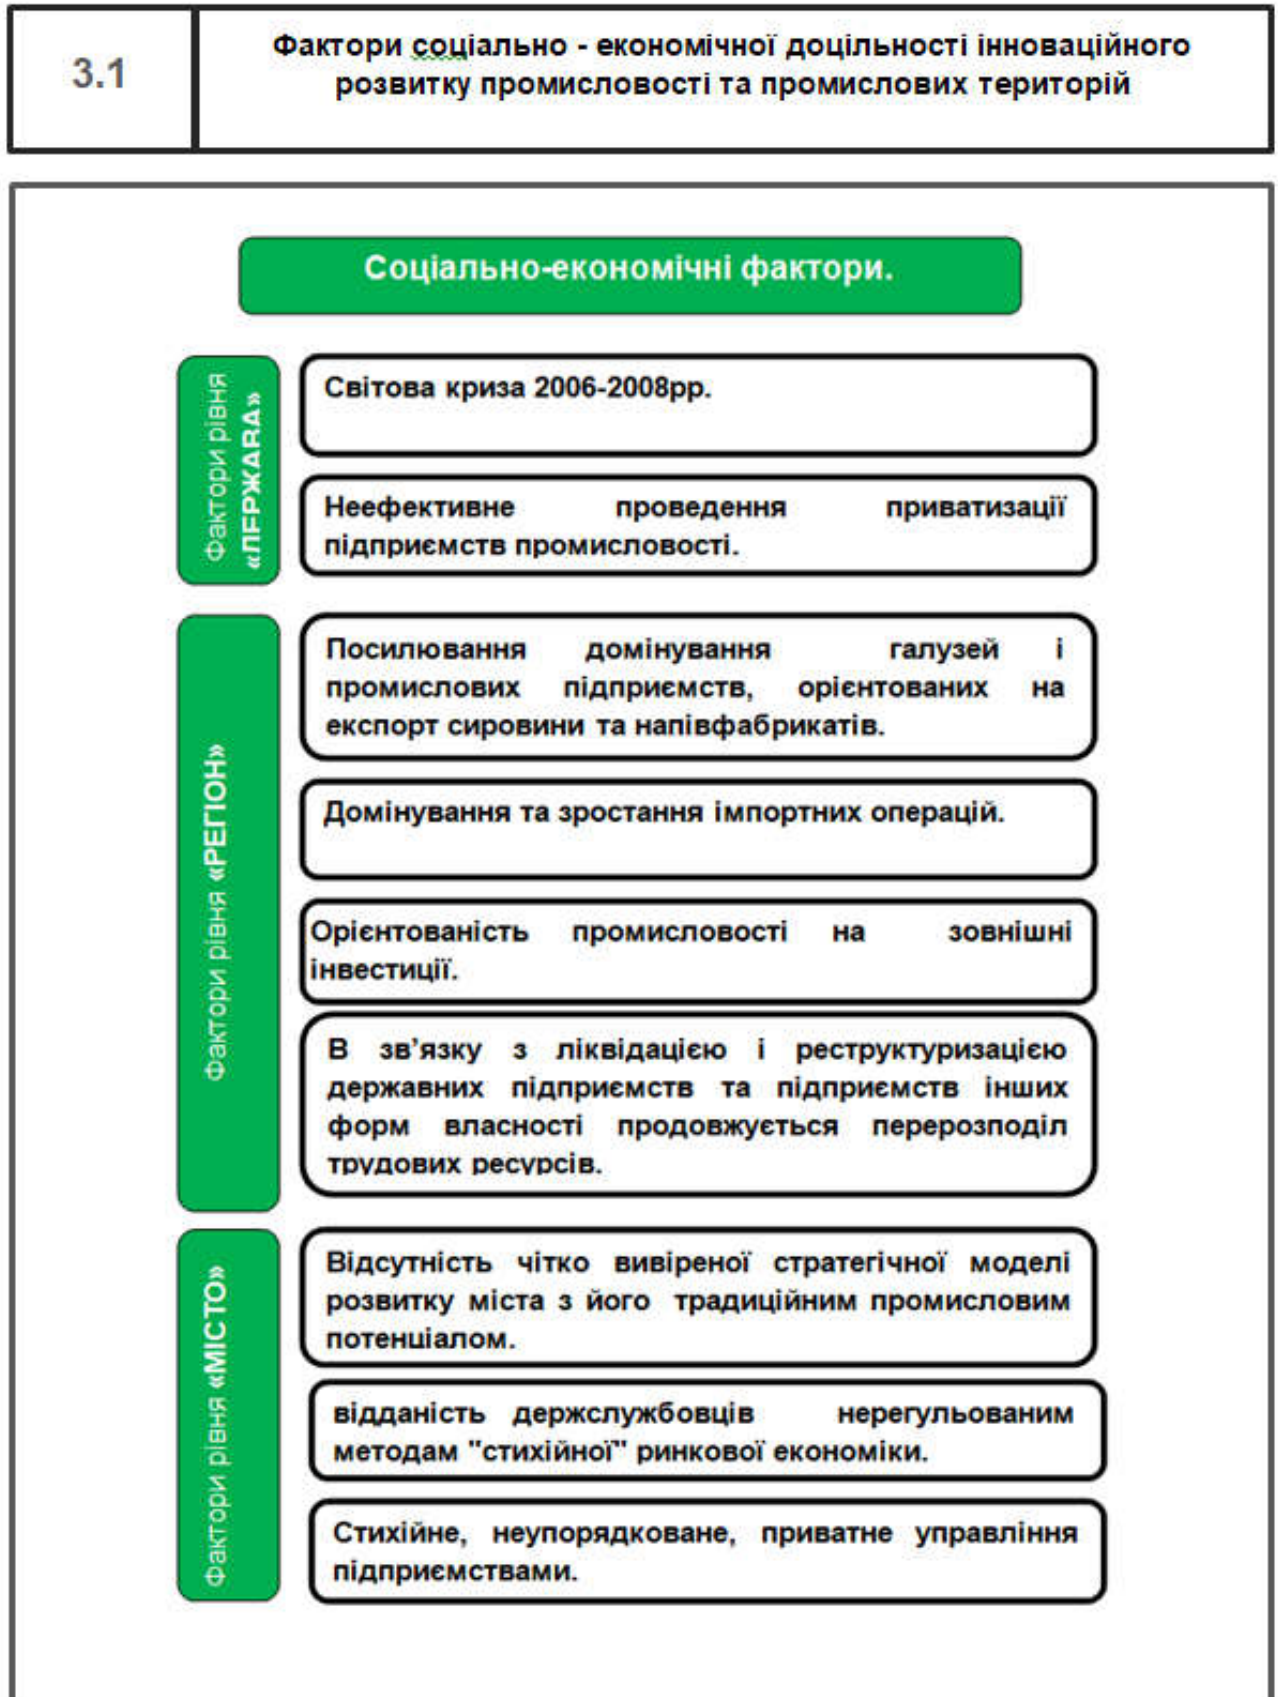 3.1
Фактори соціально - економічної доцільності інноваційного
розвитку промисловості та промислових територій
Соціально-економічні фактори.
Фактори рівня
«ДЕРЖАВА»
Світова криза 2006-2008рр.
Неефективне проведення приватизації
підприємств промисловості.
Фактори рівня «РЕГІОН»
Посилювання домінування галузей і
промислових підприємств, орієнтованих на
експорт сировини та напівфабрикатів.
Домінування та зростання імпортних операцій.
Орієнтованість промисловості на зовнішні
інвестиції.
В зв’язку з ліквідацією і реструктуризацією
державних підприємств та підприємств інших
форм власності продовжується перерозподіл
трудових ресурсів.
Фактори рівня «МІСТО»
Відсутність чітко вивіреної стратегічної моделі
розвитку міста з його традиційним промисловим
потенціалом.
відданість держслужбовців нерегульованим
методам "стихійної" ринкової економіки.
Стихійне, неупорядковане, приватне управління
підприємствами.